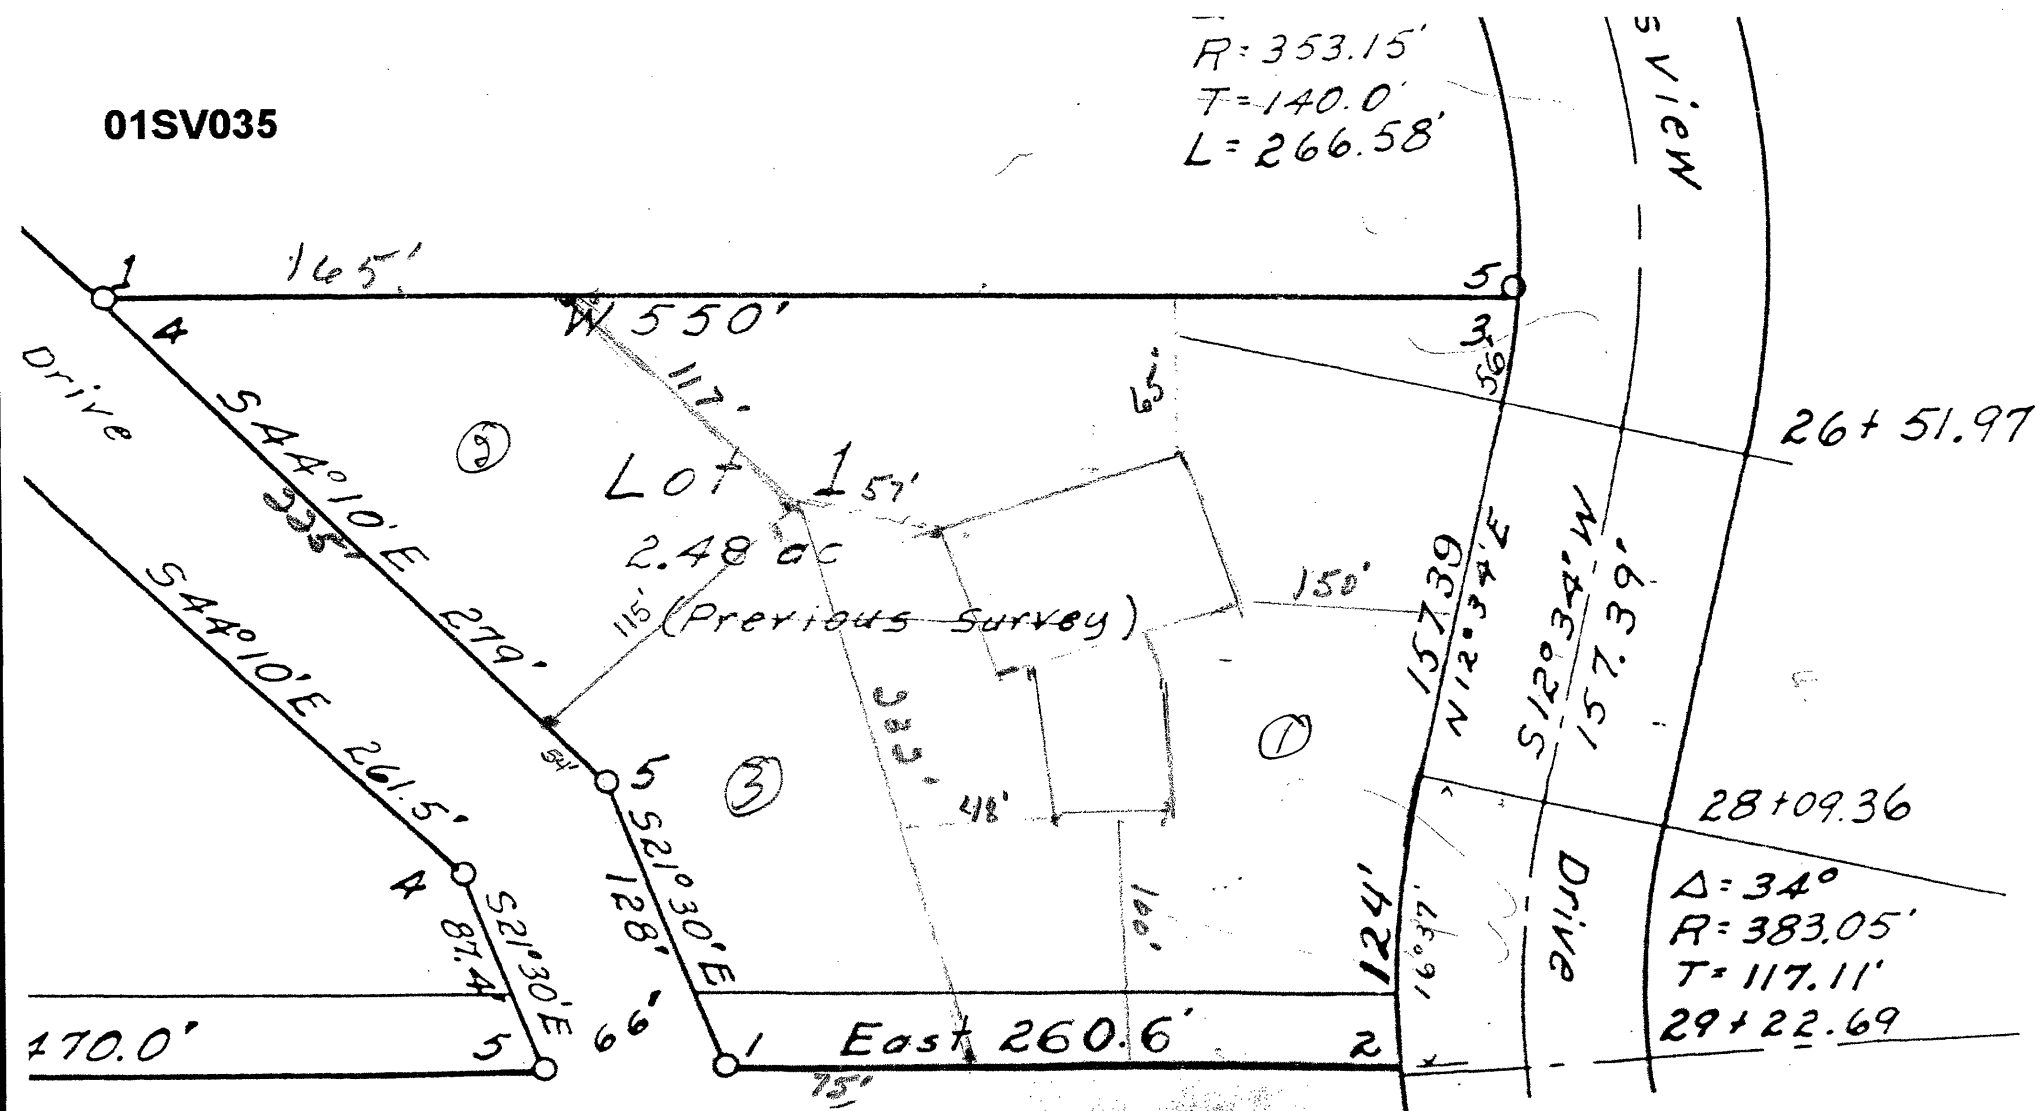 R=353.15'
T=140.0'
L=266.58'
sview
01SV035
1
165'
5
4
W 550'
3
56
Drive
117'
65'
26+51.97
S44°10'E
335'
279'
2
Lot 1
57'
2.48 ac
115'
(Previous Survey)
150'
157.39
N12°34'E
S12°34'W
157.39'
S44°10'E
261.5'
54'
5
3
48'
1
28+09.36
S21°30'E
128'
4
S21°30'E
87.4'
100'
124'
16°37'
Drive
Δ=34°
R=383.05'
T=117.11'
29+22.69
170.0'
5
66'
1
East 260.6'
2
75'